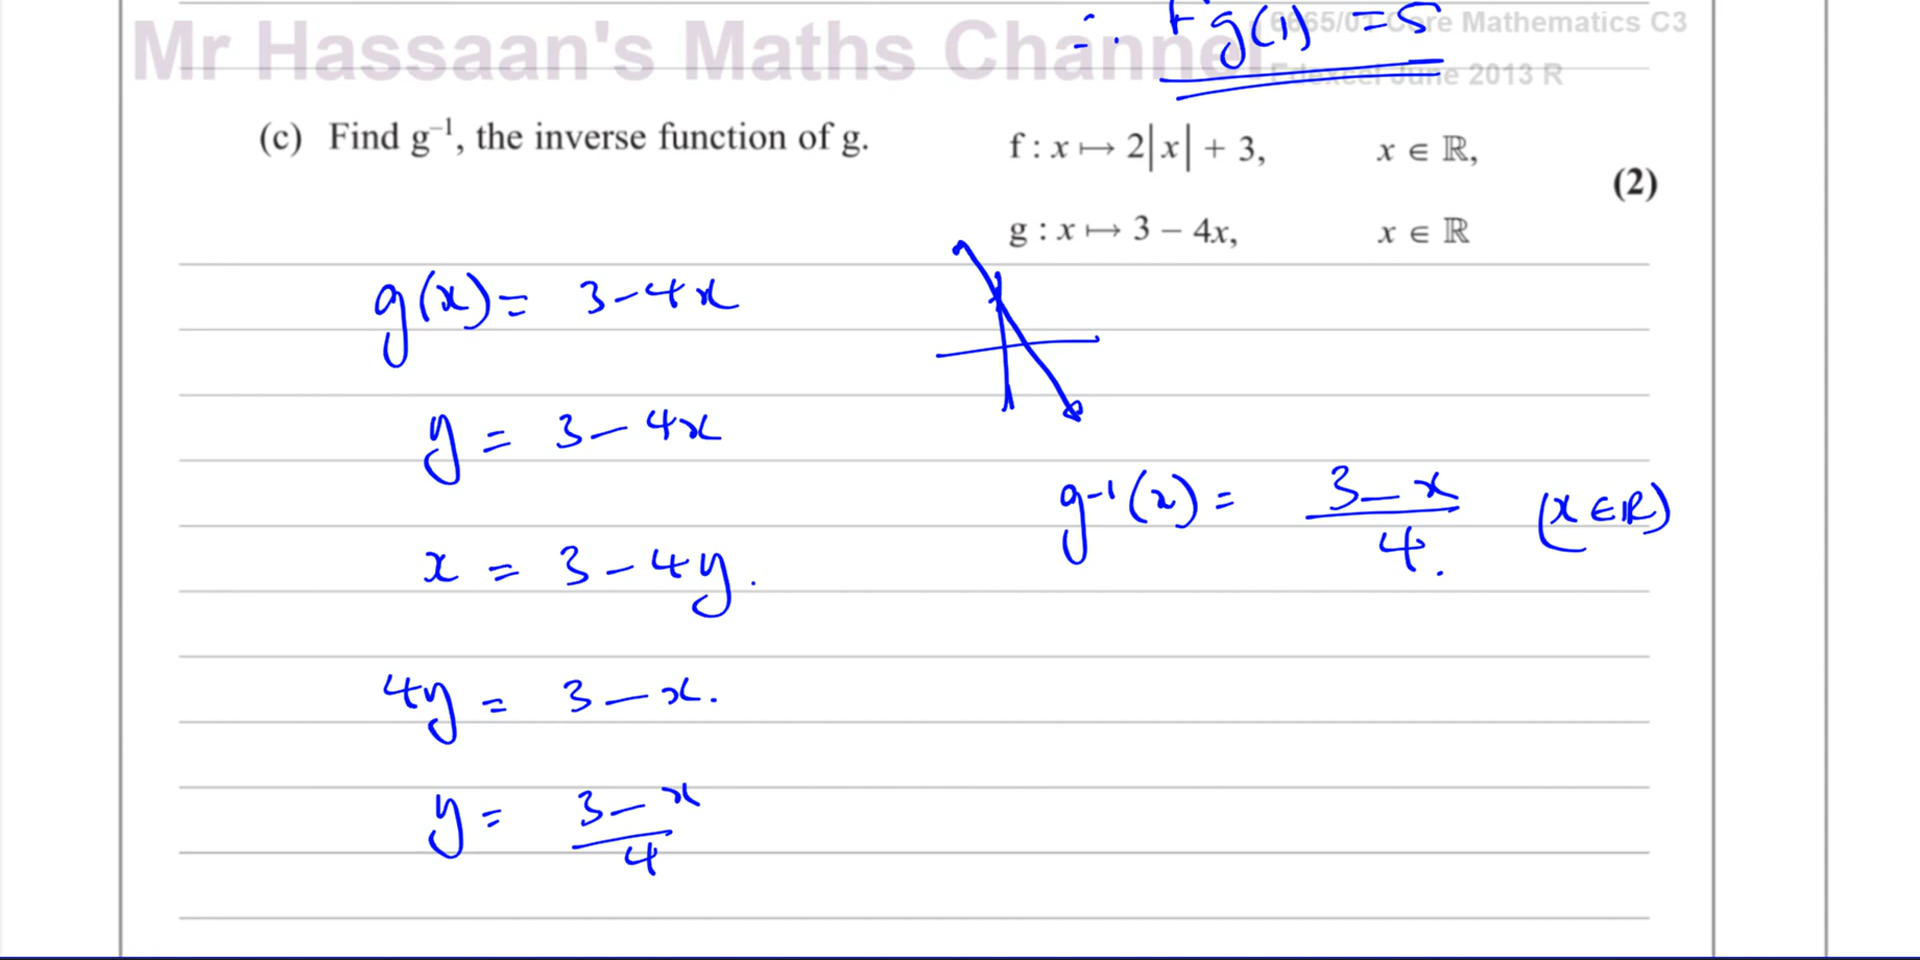 ∴ fg(1) = 5
6665/01 Core Mathematics C3
Mr Hassaan's Maths Channel
Edexcel June 2013 R
(c) Find g⁻¹, the inverse function of g.
f : x ↦ 2|x| + 3, x ∈ ℝ,
(2)
g : x ↦ 3 – 4x, x ∈ ℝ
g(x) = 3 – 4x
y = 3 – 4x
g⁻¹(x) = (3 – x)/4. (x ∈ ℝ)
x = 3 – 4y.
4y = 3 – x.
y = (3 – x)/4